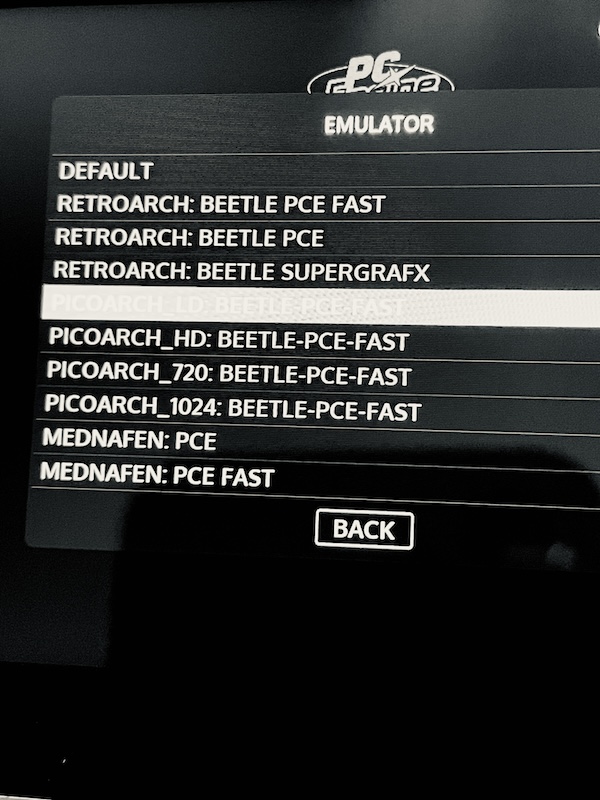 PC Engine
EMULATOR
DEFAULT
RETROARCH: BEETLE PCE FAST
RETROARCH: BEETLE PCE
RETROARCH: BEETLE SUPERGRAFX
PICOARCH_LD: BEETLE-PCE-FAST
PICOARCH_HD: BEETLE-PCE-FAST
PICOARCH_720: BEETLE-PCE-FAST
PICOARCH_1024: BEETLE-PCE-FAST
MEDNAFEN: PCE
MEDNAFEN: PCE FAST
BACK